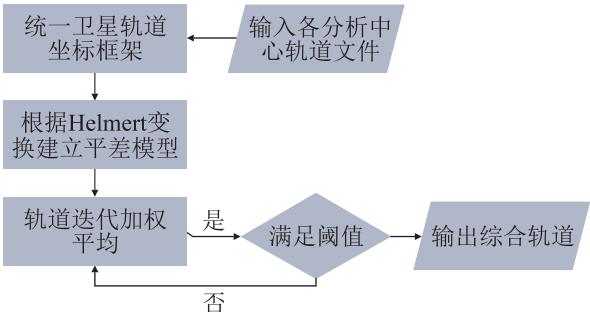 统一卫星轨道
坐标框架
输入各分析中
心轨道文件
根据Helmert变
换建立平差模型
轨道迭代加权
平均
是
满足阈值
输出综合轨道
否